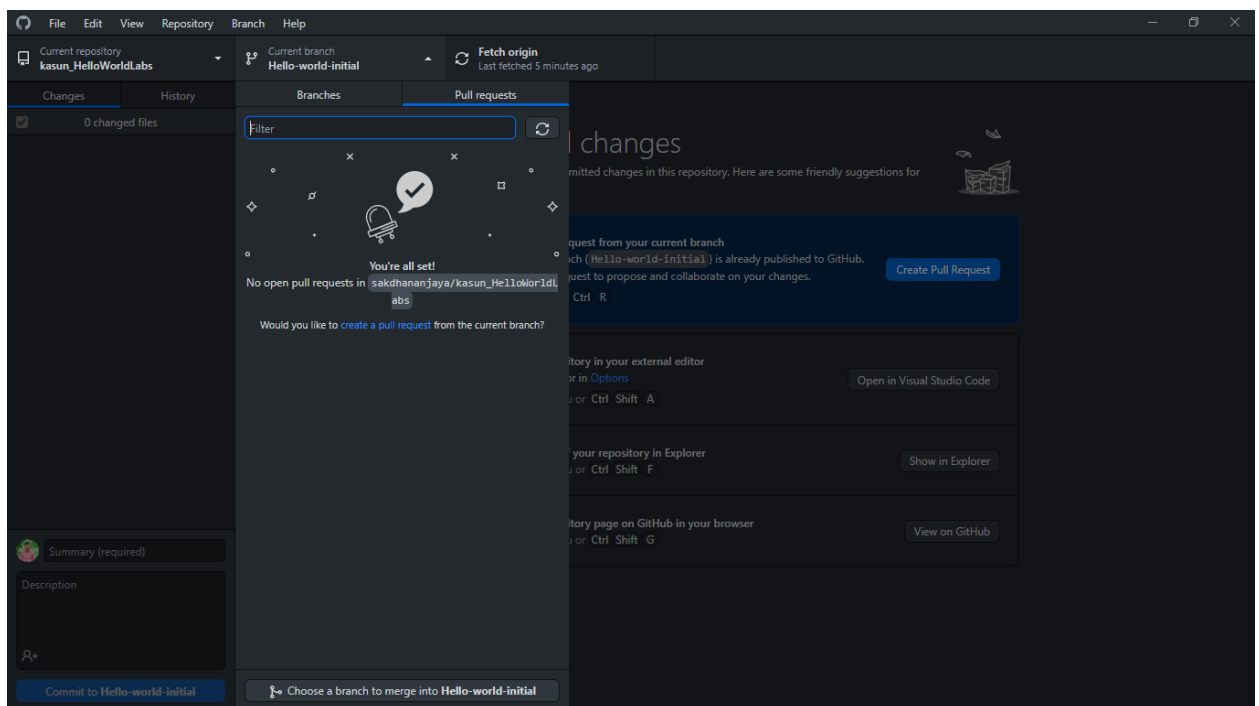 File Edit View Repository Branch Help
Current repository
kasun_HelloWorldLabs
Current branch
Hello-world-initial
Fetch origin
Last fetched 5 minutes ago
Changes History
0 changed files
Branches Pull requests
Filter
You're all set!
No open pull requests in sakdhananjaya/kasun_HelloWorldL
abs
Would you like to create a pull request from the current branch?
Choose a branch to merge into Hello-world-initial
changes
mitted changes in this repository. Here are some friendly suggestions for
quest from your current branch
ch (Hello-world-initial) is already published to GitHub.
quest to propose and collaborate on your changes.
Ctrl R
Create Pull Request
itory in your external editor
or in Options
u or Ctrl Shift A
Open in Visual Studio Code
your repository in Explorer
u or Ctrl Shift F
Show in Explorer
itory page on GitHub in your browser
u or Ctrl Shift G
View on GitHub
Summary (required)
Description
Commit to Hello-world-initial